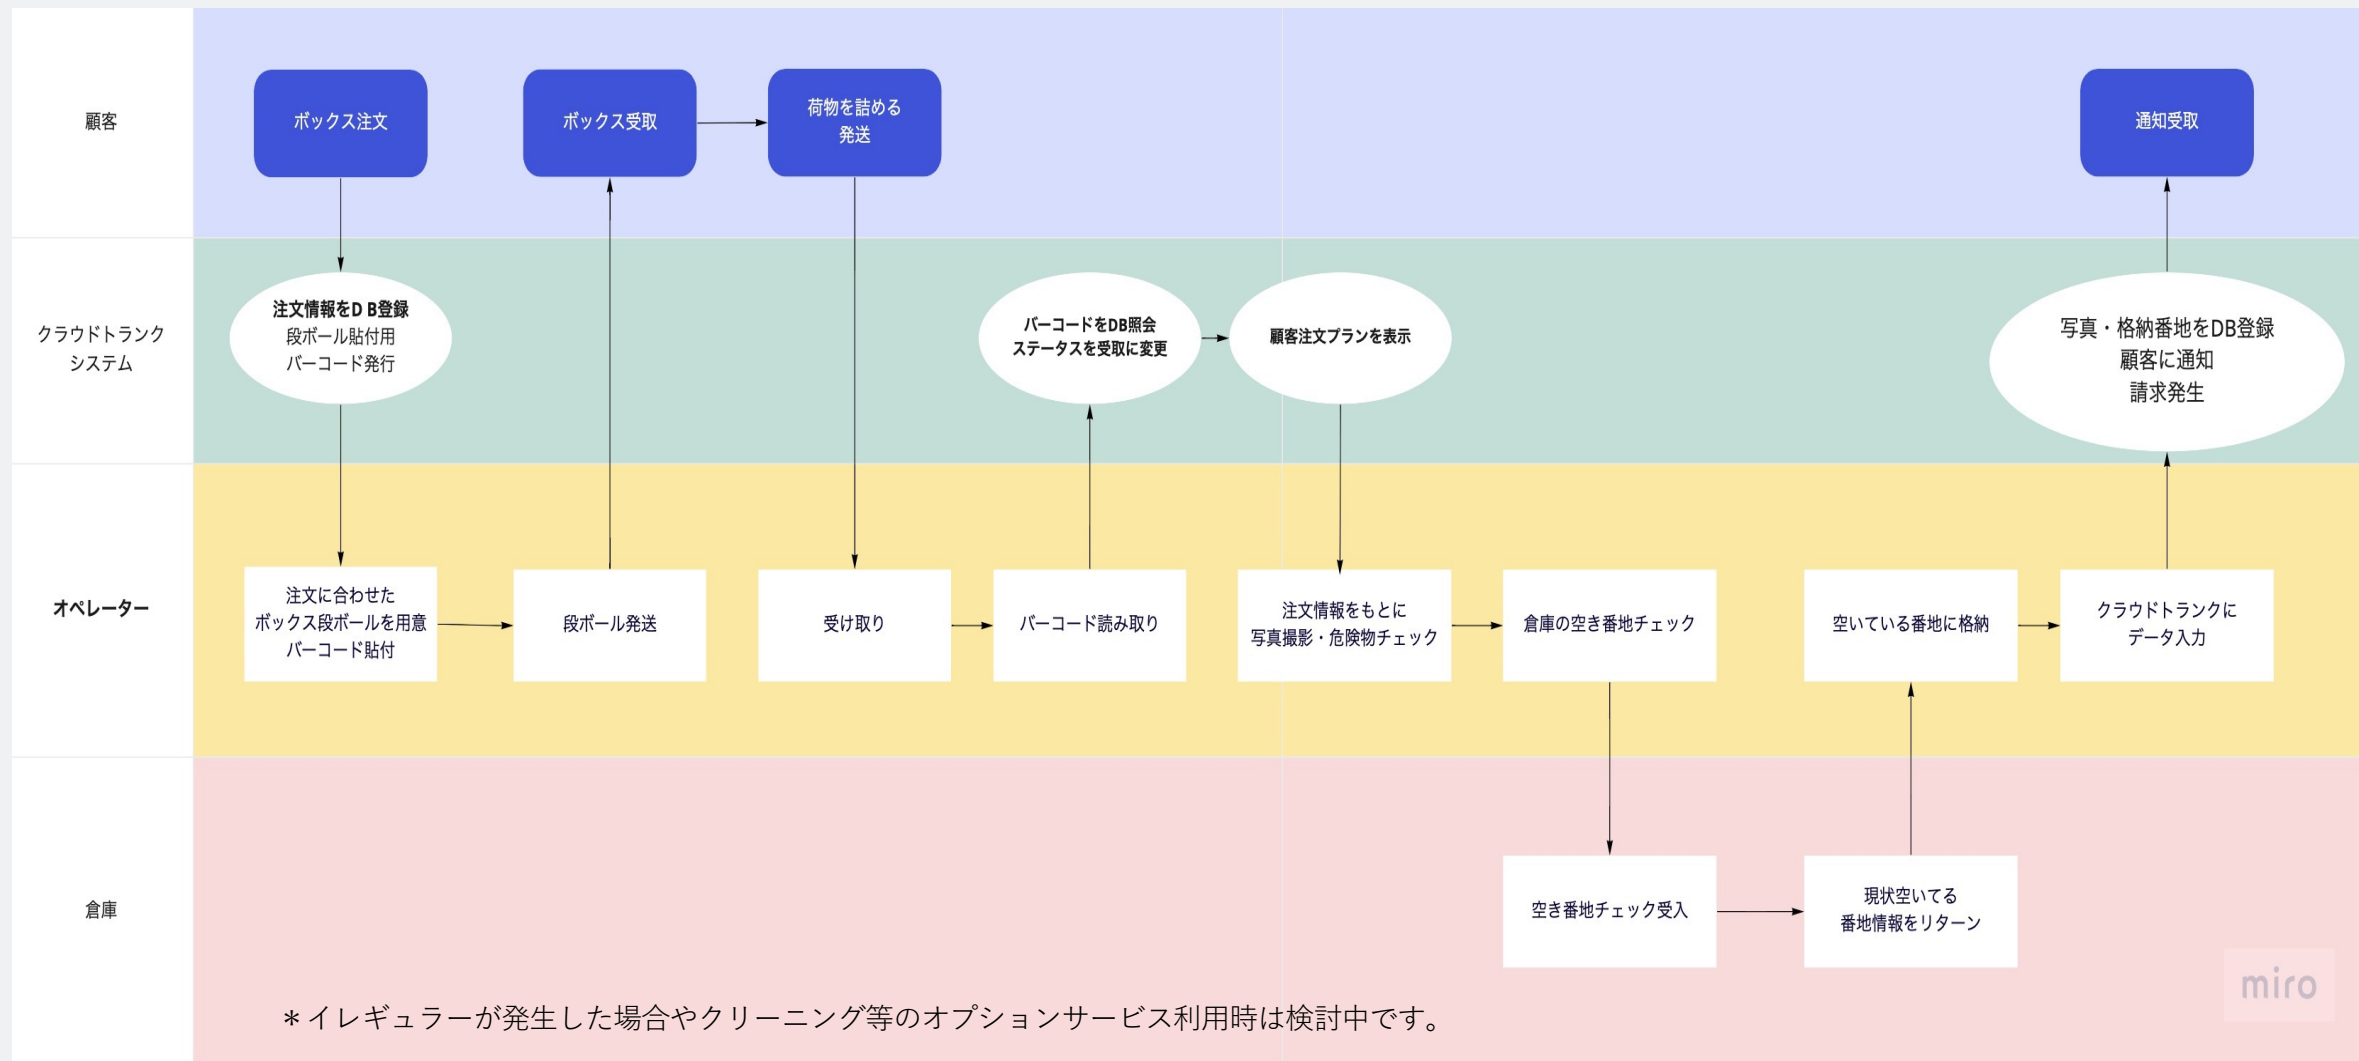 顧客
ボックス注文
ボックス受取
荷物を詰める
発送
通知受取
クラウドトランク
システム
注文情報をD B登録
段ボール貼付用
バーコード発行
バーコードをDB照会
ステータスを受取に変更
顧客注文プランを表示
写真・格納番地をDB登録
顧客に通知
請求発生
オペレーター
注文に合わせた
ボックス段ボールを用意
バーコード貼付
段ボール発送
受け取り
バーコード読み取り
注文情報をもとに
写真撮影・危険物チェック
倉庫の空き番地チェック
空いている番地に格納
クラウドトランクに
データ入力
倉庫
空き番地チェック受入
現状空いてる
番地情報をリターン
miro
＊イレギュラーが発生した場合やクリーニング等のオプションサービス利用時は検討中です。